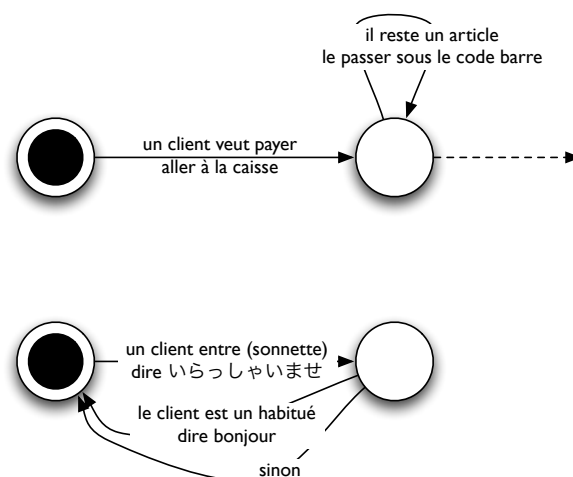 il reste un article
le passer sous le code barre
un client veut payer
aller à la caisse
un client entre (sonnette)
dire いらっしゃいませ
le client est un habitué
dire bonjour
sinon